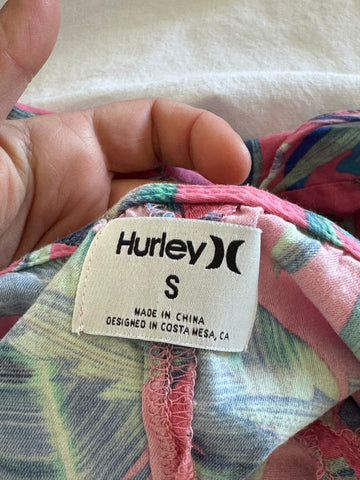 Hurley
S
MADE IN CHINA
DESIGNED IN COSTA MESA, CA